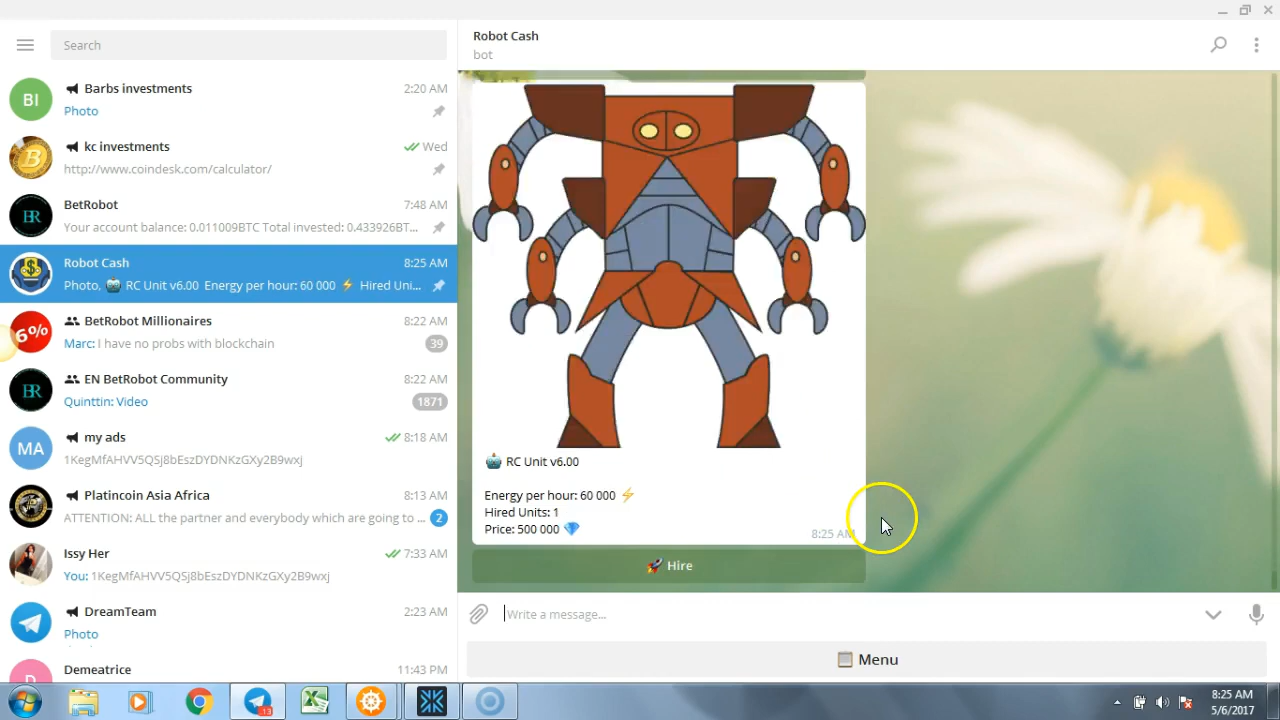 Search
BI
Barbs investments
2:20 AM
Photo
kc investments
Wed
http://www.coindesk.com/calculator/
BR
BetRobot
7:48 AM
Your account balance: 0.011009BTC Total invested: 0.433926BT...
Robot Cash
8:25 AM
Photo, RC Unit v6.00 Energy per hour: 60 000 ⚡ Hired Uni...
6%
BetRobot Millionaires
8:22 AM
Marc: I have no probs with blockchain
39
BR
EN BetRobot Community
8:22 AM
Quinttin: Video
1871
MA
my ads
8:18 AM
1KegMfAHVV5QSj8bEszDYDNKzGXy2B9wxj
Platincoin Asia Africa
8:13 AM
ATTENTION: ALL the partner and everybody which are going to ...
2
Issy Her
7:33 AM
You: 1KegMfAHVV5QSj8bEszDYDNKzGXy2B9wxj
DreamTeam
2:23 AM
Photo
D
Demeatrice
11:43 PM
Robot Cash
bot
RC Unit v6.00
Energy per hour: 60 000 ⚡
Hired Units: 1
Price: 500 000 💎
8:25 AM
🚀 Hire
Write a message...
Menu
13
8:25 AM
5/6/2017